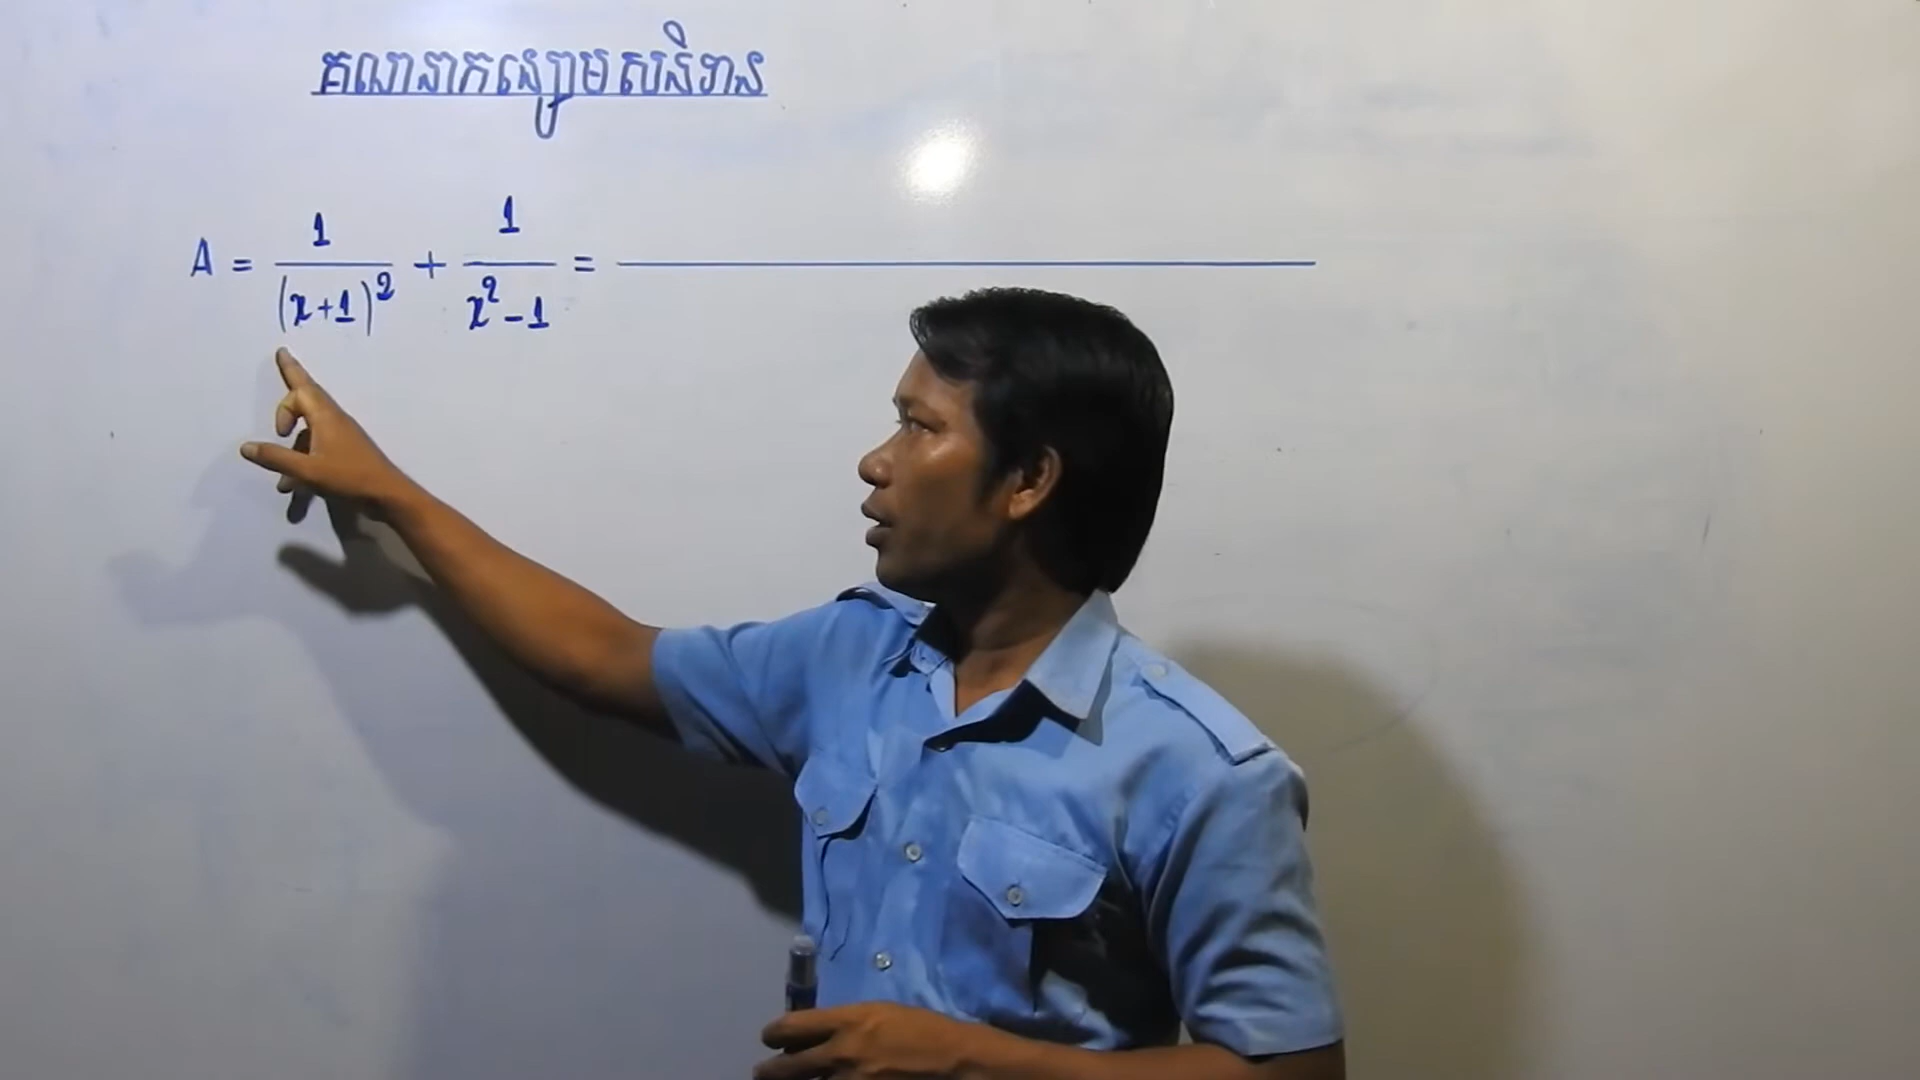 គណនាកន្សោមសនិទាន
A = 1/(x+1)² + 1/(x²-1) =